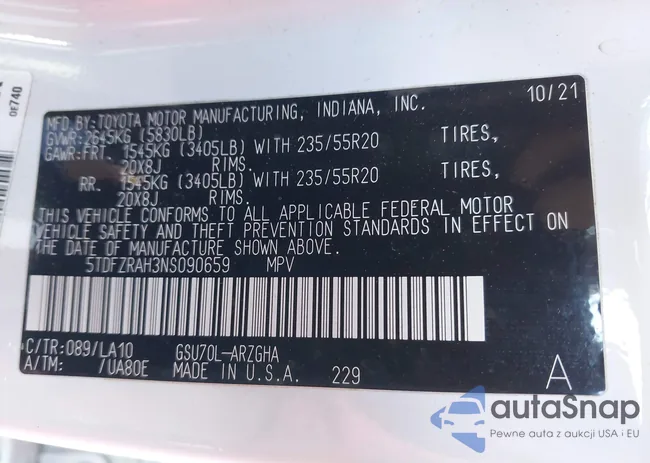 OE740
MFD.BY:TOYOTA MOTOR MANUFACTURING, INDIANA, INC. 10/21
GVWR:2645KG (5830LB)
GAWR:FRT. 1545KG (3405LB) WITH 235/55R20 TIRES,
20X8J RIMS.
RR. 1545KG (3405LB) WITH 235/55R20 TIRES,
20X8J RIMS.
THIS VEHICLE CONFORMS TO ALL APPLICABLE FEDERAL MOTOR
VEHICLE SAFETY AND THEFT PREVENTION STANDARDS IN EFFECT ON
THE DATE OF MANUFACTURE SHOWN ABOVE.
5TDFZRAH3NS090659 MPV
C/TR:089/LA10 GSU70L-ARZGHA
A/TM: /UA80E MADE IN U.S.A. 229 A
autaSnap
Pewne auta z aukcji USA i EU